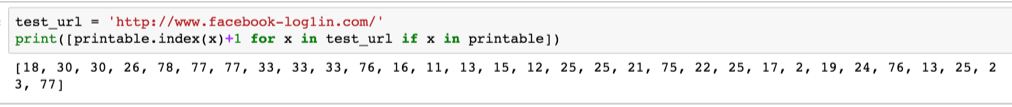 test_url = 'http://www.facebook-log1in.com/'
print([printable.index(x)+1 for x in test_url if x in printable])
[18, 30, 30, 26, 78, 77, 77, 33, 33, 33, 76, 16, 11, 13, 15, 12, 25, 25, 21, 75, 22, 25, 17, 2, 19, 24, 76, 13, 25, 2
3, 77]